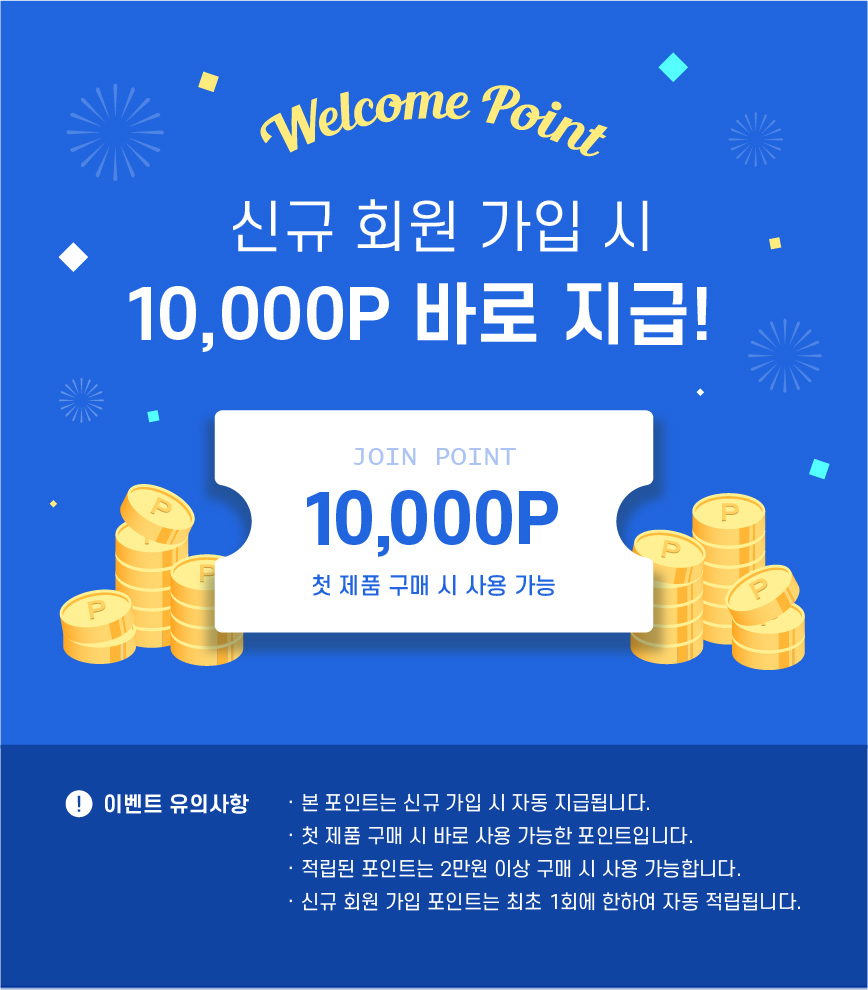 Welcome Point
신규 회원 가입 시
10,000P 바로 지급!
JOIN POINT
10,000P
첫 제품 구매 시 사용 가능
P
P
P
P
P
P
P
! 이벤트 유의사항
· 본 포인트는 신규 가입 시 자동 지급됩니다.
· 첫 제품 구매 시 바로 사용 가능한 포인트입니다.
· 적립된 포인트는 2만원 이상 구매 시 사용 가능합니다.
· 신규 회원 가입 포인트는 최초 1회에 한하여 자동 적립됩니다.